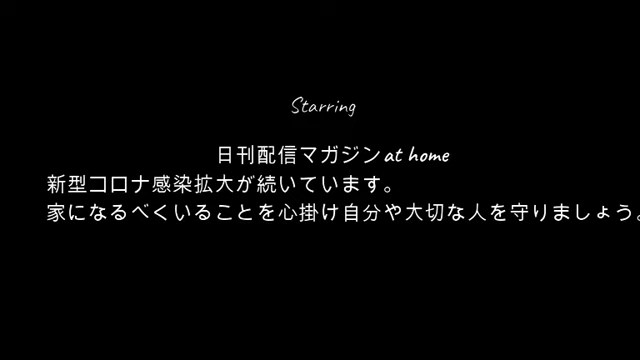 Starring
日刊配信マガジンat home
新型コロナ感染拡大が続いています。
家になるべくいることを心掛け自分や大切な人を守りましょう。